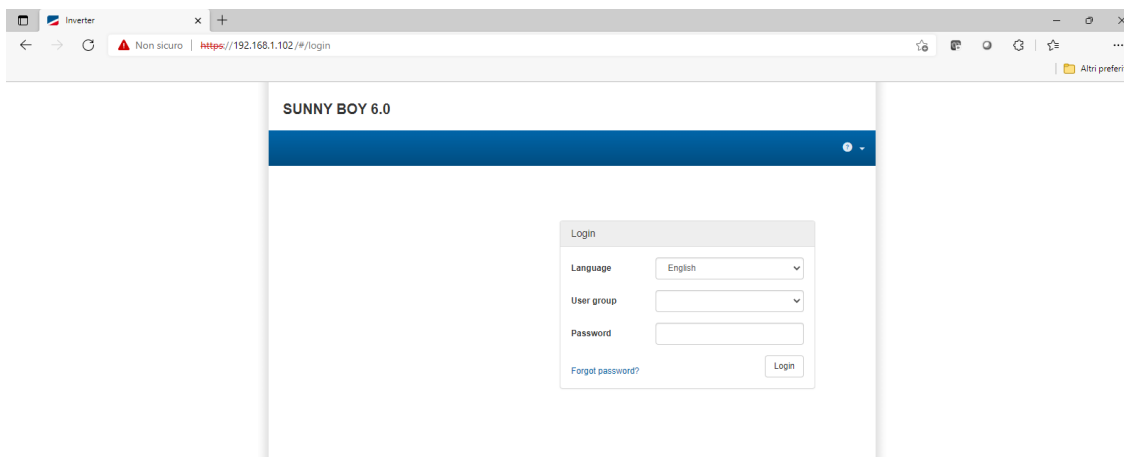 Inverter
Non sicuro | https://192.168.1.102/#/login
Altri preferi
SUNNY BOY 6.0
Login
Language English
User group
Password
Forgot password? Login